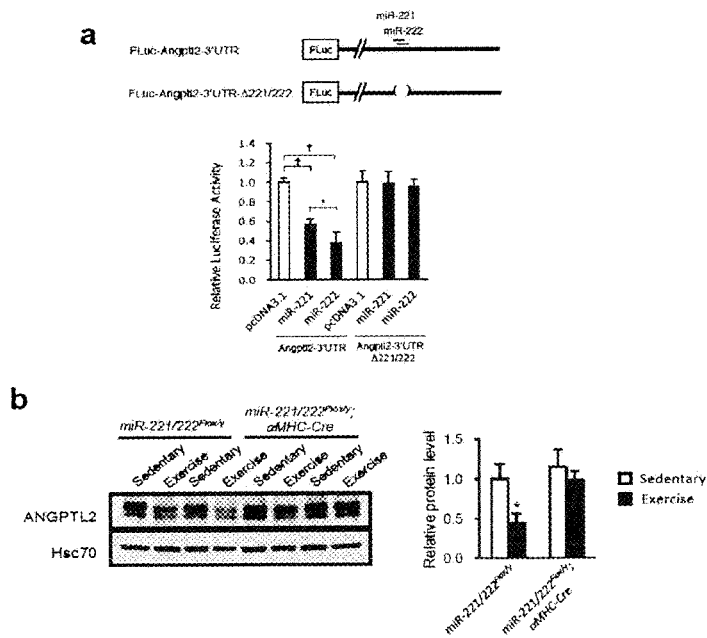 a
miR-221
miR-222
FLuc-Angptl2-3'UTR
FLuc
FLuc-Angptl2-3'UTR-Δ221/222
FLuc
Relative Luciferase Activity
1.4
1.2
1.0
0.8
0.6
0.4
0.2
0.0
†
‡
*
pcDNA3.1
miR-221
miR-222
pcDNA3.1
miR-221
miR-222
Angptl2-3'UTR
Angptl2-3'UTR
Δ221/222
b
miR-221/222flox/y
miR-221/222flox/y;
αMHC-Cre
Sedentary
Exercise
Sedentary
Exercise
Sedentary
Exercise
Sedentary
Exercise
ANGPTL2
Hsc70
Relative protein level
1.5
1.0
0.5
0.0
*
Sedentary
Exercise
miR-221/222flox/y
miR-221/222flox/y;
αMHC-Cre